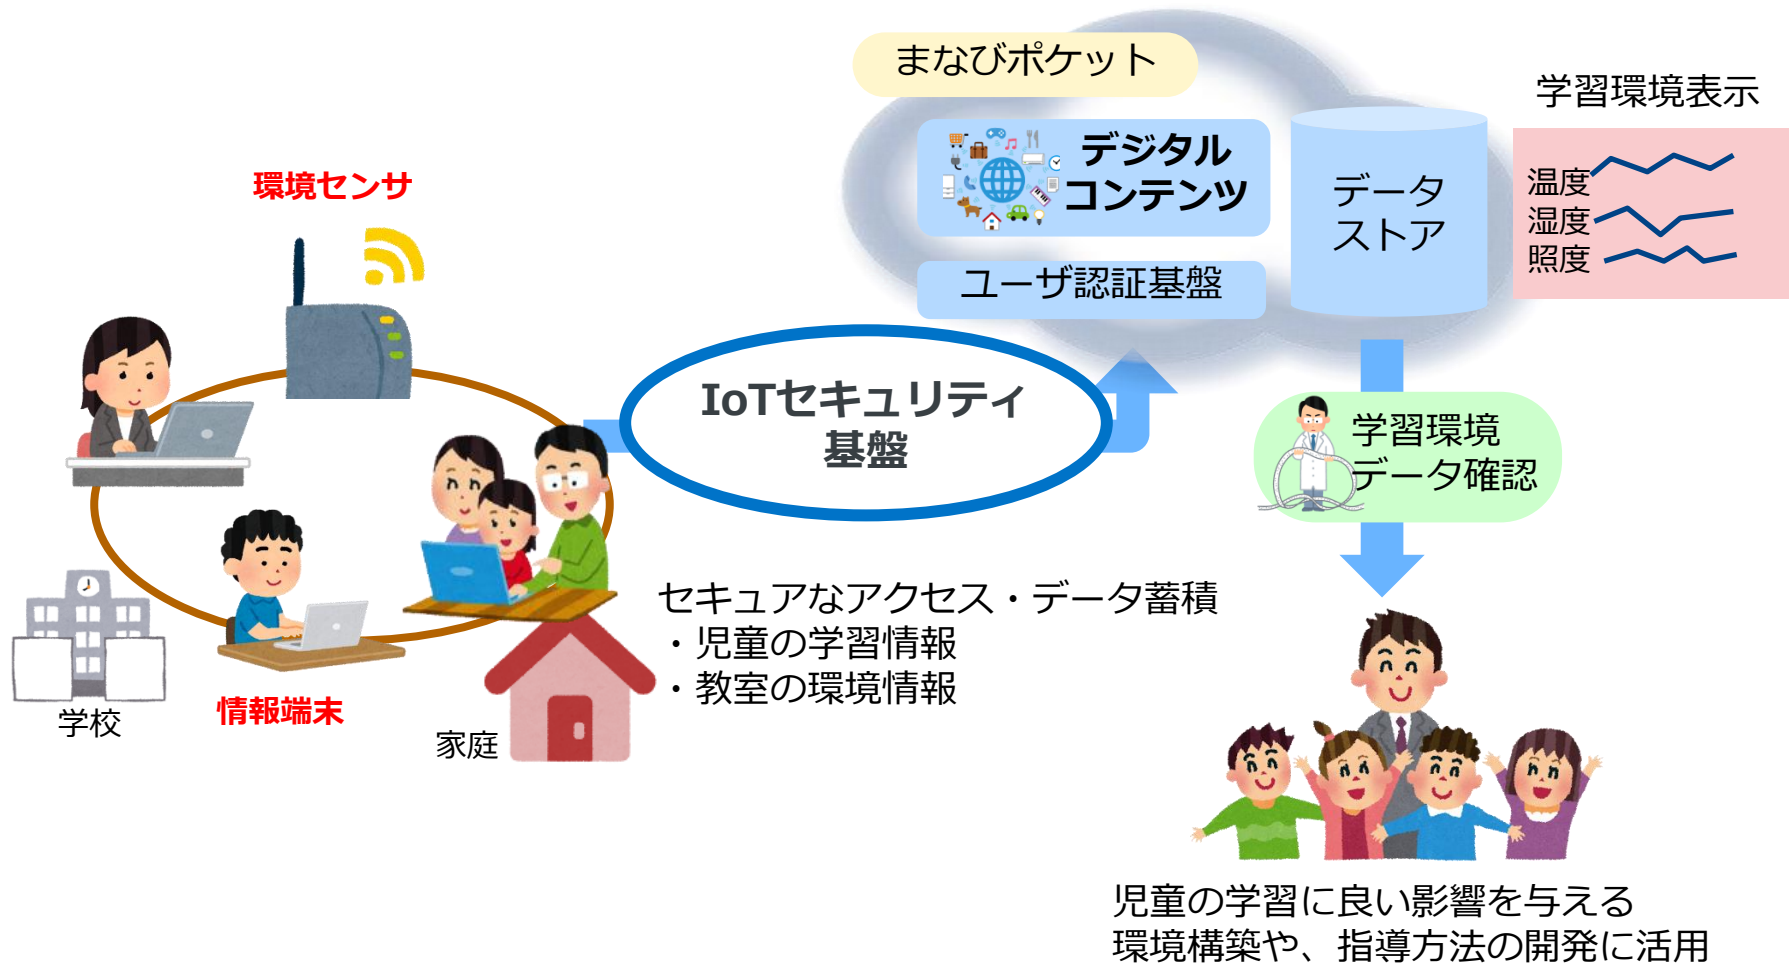 まなびポケット
デジタル
コンテンツ
ユーザ認証基盤
データ
ストア
学習環境表示
温度
湿度
照度
環境センサ
IoTセキュリティ
基盤
学習環境
データ確認
セキュアなアクセス・データ蓄積
・児童の学習情報
・教室の環境情報
学校
情報端末
家庭
児童の学習に良い影響を与える
環境構築や、指導方法の開発に活用